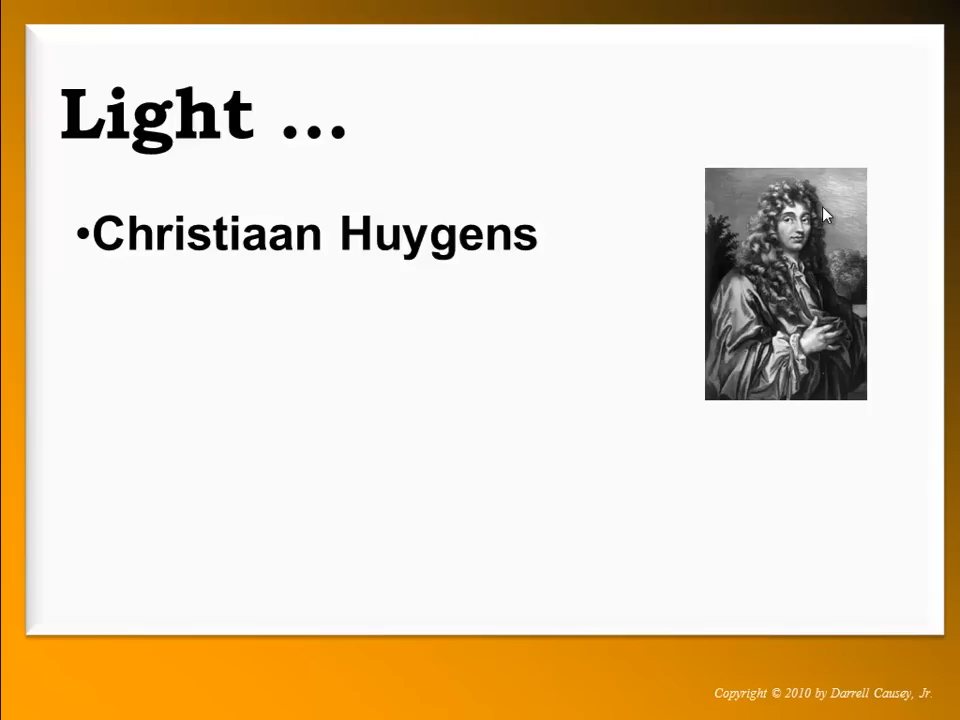 Light ...
•Christiaan Huygens
Copyright © 2010 by Darrell Causey, Jr.